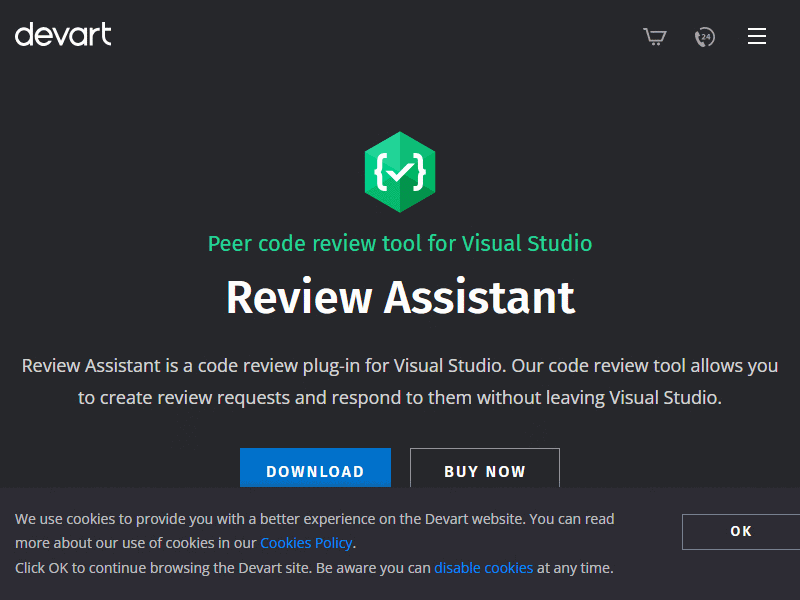 devart
24
{✓}
Peer code review tool for Visual Studio
Review Assistant
Review Assistant is a code review plug-in for Visual Studio. Our code review tool allows you
to create review requests and respond to them without leaving Visual Studio.
DOWNLOAD
BUY NOW
We use cookies to provide you with a better experience on the Devart website. You can read
more about our use of cookies in our Cookies Policy.
Click OK to continue browsing the Devart site. Be aware you can disable cookies at any time.
OK